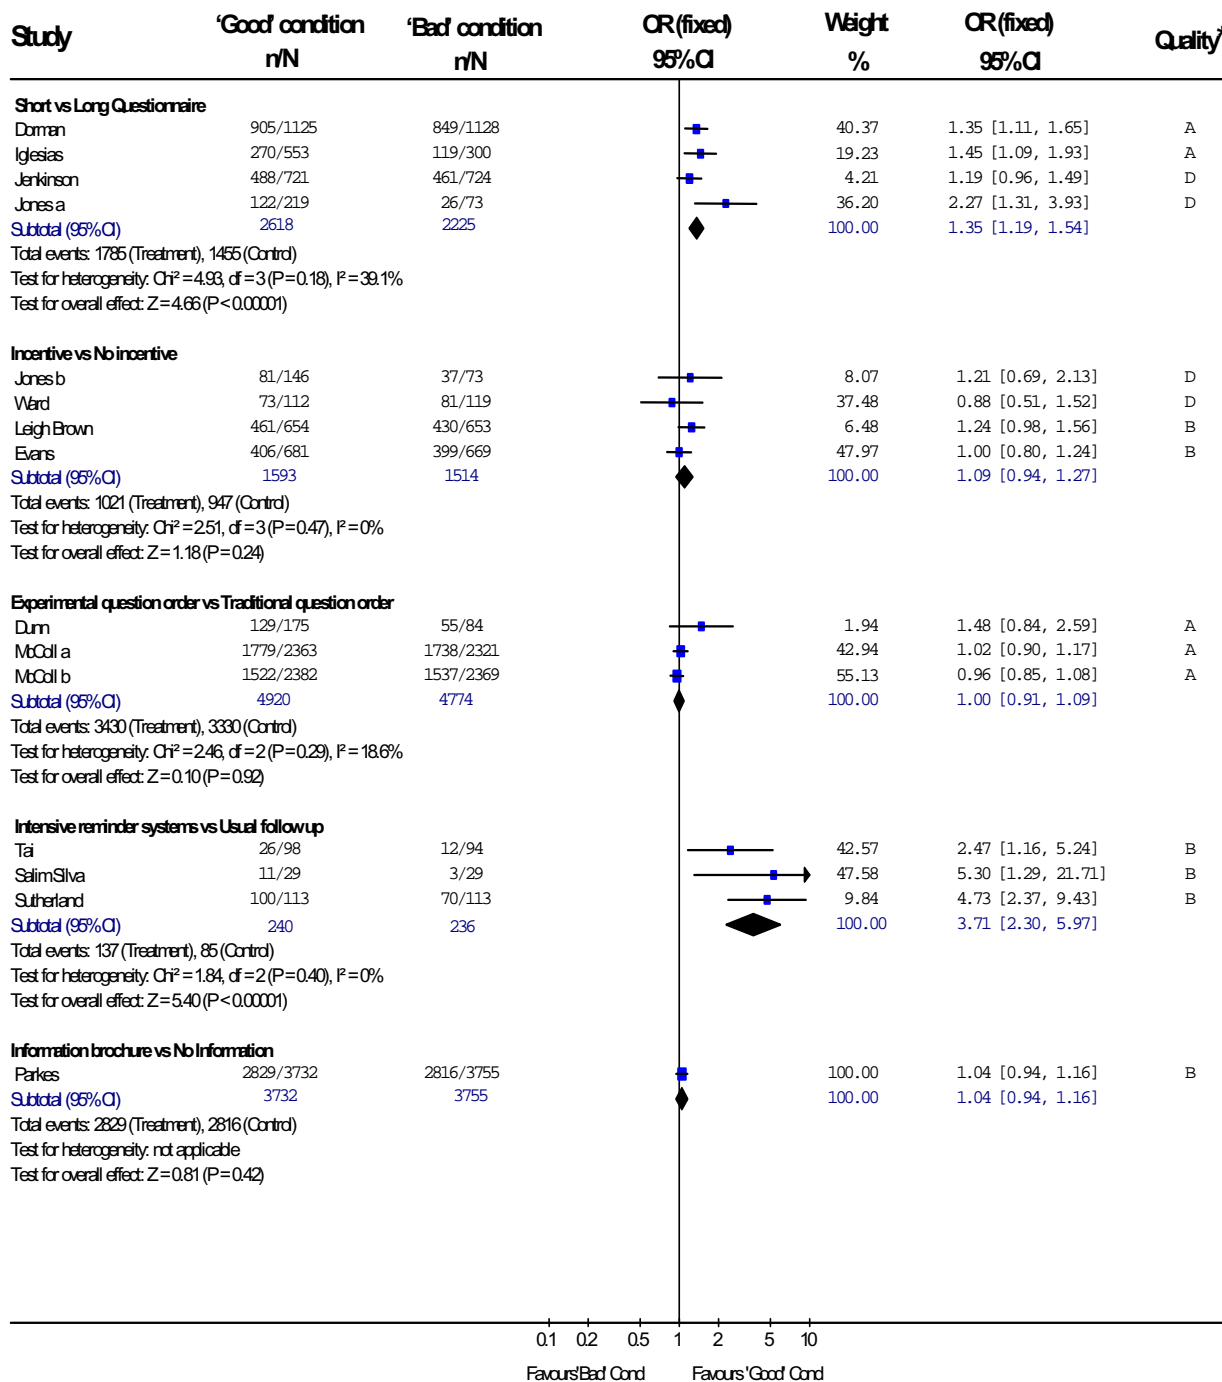 Study 'Good' condition n/N 'Bad' condition n/N OR (fixed) 95% CI Weight % OR (fixed) 95% CI Quality*
Short vs Long Questionnaire
Dorman 905/1125 849/1128 40.37 1.35 [1.11, 1.65] A
Iglesias 270/553 119/300 19.23 1.45 [1.09, 1.93] A
Jenkinson 488/721 461/724 4.21 1.19 [0.96, 1.49] D
Jones a 122/219 26/73 36.20 2.27 [1.31, 3.93] D
Subtotal (95% CI) 2618 2225 100.00 1.35 [1.19, 1.54]
Total events: 1785 (Treatment), 1455 (Control)
Test for heterogeneity: Chi² = 4.93, df = 3 (P = 0.18), I² = 39.1%
Test for overall effect: Z = 4.66 (P < 0.00001)
Incentive vs No incentive
Jones b 81/146 37/73 8.07 1.21 [0.69, 2.13] D
Ward 73/112 81/119 37.48 0.88 [0.51, 1.52] D
Leigh Brown 461/654 430/653 6.48 1.24 [0.98, 1.56] B
Evans 406/681 399/669 47.97 1.00 [0.80, 1.24] B
Subtotal (95% CI) 1593 1514 100.00 1.09 [0.94, 1.27]
Total events: 1021 (Treatment), 947 (Control)
Test for heterogeneity: Chi² = 2.51, df = 3 (P = 0.47), I² = 0%
Test for overall effect: Z = 1.18 (P = 0.24)
Experimental question order vs Traditional question order
Dunn 129/175 55/84 1.94 1.48 [0.84, 2.59] A
McColl a 1779/2363 1738/2321 42.94 1.02 [0.90, 1.17] A
McColl b 1522/2382 1537/2369 55.13 0.96 [0.85, 1.08] A
Subtotal (95% CI) 4920 4774 100.00 1.00 [0.91, 1.09]
Total events: 3430 (Treatment), 3330 (Control)
Test for heterogeneity: Chi² = 2.46, df = 2 (P = 0.29), I² = 18.6%
Test for overall effect: Z = 0.10 (P = 0.92)
Intensive reminder systems vs Usual follow up
Tai 26/98 12/94 42.57 2.47 [1.16, 5.24] B
Salim Silva 11/29 3/29 47.58 5.30 [1.29, 21.71] B
Sutherland 100/113 70/113 9.84 4.73 [2.37, 9.43] B
Subtotal (95% CI) 240 236 100.00 3.71 [2.30, 5.97]
Total events: 137 (Treatment), 85 (Control)
Test for heterogeneity: Chi² = 1.84, df = 2 (P = 0.40), I² = 0%
Test for overall effect: Z = 5.40 (P < 0.00001)
Information brochure vs No Information
Parkes 2829/3732 2816/3755 100.00 1.04 [0.94, 1.16] B
Subtotal (95% CI) 3732 3755 100.00 1.04 [0.94, 1.16]
Total events: 2829 (Treatment), 2816 (Control)
Test for heterogeneity: not applicable
Test for overall effect: Z = 0.81 (P = 0.42)
0.1 0.2 0.5 1 2 5 10
Favours 'Bad' Cond Favours 'Good' Cond